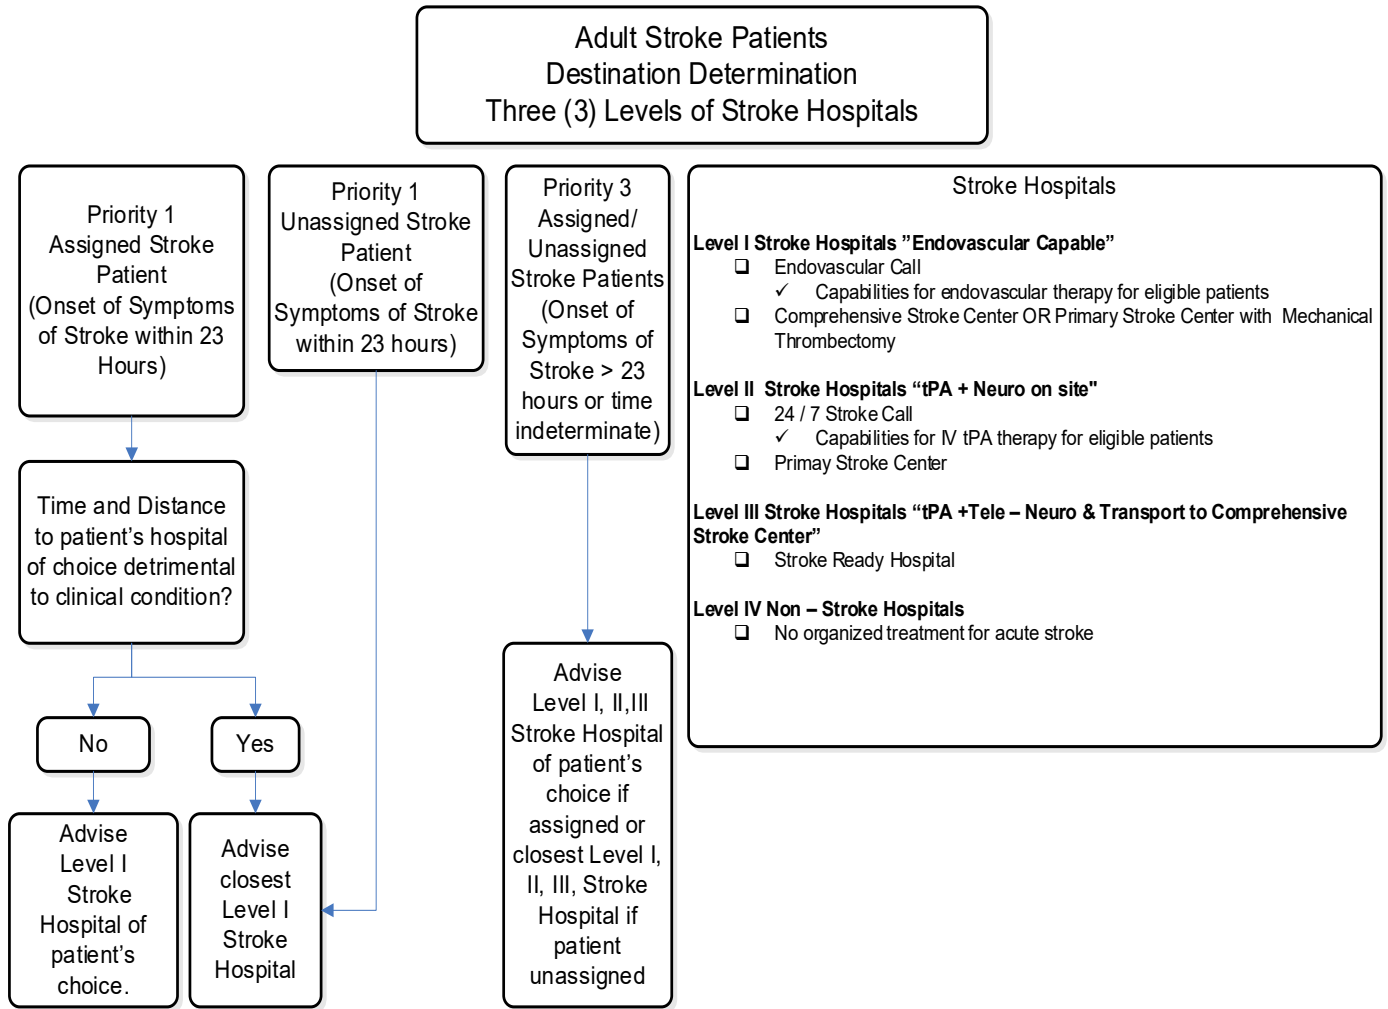 Adult Stroke Patients
Destination Determination
Three (3) Levels of Stroke Hospitals
Priority 1
Assigned Stroke
Patient
(Onset of Symptoms
of Stroke within 23
Hours)
Time and Distance
to patient's hospital
of choice detrimental
to clinical condition?
No
Yes
Advise
Level I
Stroke
Hospital of
patient's
choice.
Advise
closest
Level I
Stroke
Hospital
Priority 1
Unassigned Stroke
Patient
(Onset of
Symptoms of Stroke
within 23 hours)
Priority 3
Assigned/
Unassigned
Stroke Patients
(Onset of
Symptoms of
Stroke > 23
hours or time
indeterminate)
Advise
Level I, II,III
Stroke Hospital
of patient's
choice if
assigned or
closest Level I,
II, III, Stroke
Hospital if
patient
unassigned
Stroke Hospitals
Level I Stroke Hospitals ”Endovascular Capable”
❑ Endovascular Call
✓ Capabilities for endovascular therapy for eligible patients
❑ Comprehensive Stroke Center OR Primary Stroke Center with Mechanical
Thrombectomy
Level II Stroke Hospitals “tPA + Neuro on site"
❑ 24 / 7 Stroke Call
✓ Capabilities for IV tPA therapy for eligible patients
❑ Primay Stroke Center
Level III Stroke Hospitals “tPA +Tele – Neuro & Transport to Comprehensive
Stroke Center”
❑ Stroke Ready Hospital
Level IV Non – Stroke Hospitals
❑ No organized treatment for acute stroke